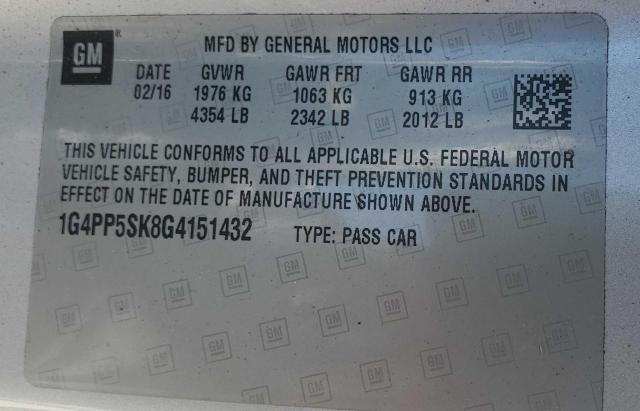 GM
MFD BY GENERAL MOTORS LLC
DATE GVWR GAWR FRT GAWR RR
02/16 1976 KG 1063 KG 913 KG
4354 LB 2342 LB 2012 LB
THIS VEHICLE CONFORMS TO ALL APPLICABLE U.S. FEDERAL MOTOR
VEHICLE SAFETY, BUMPER, AND THEFT PREVENTION STANDARDS IN
EFFECT ON THE DATE OF MANUFACTURE SHOWN ABOVE.
1G4PP5SK8G4151432 TYPE: PASS CAR